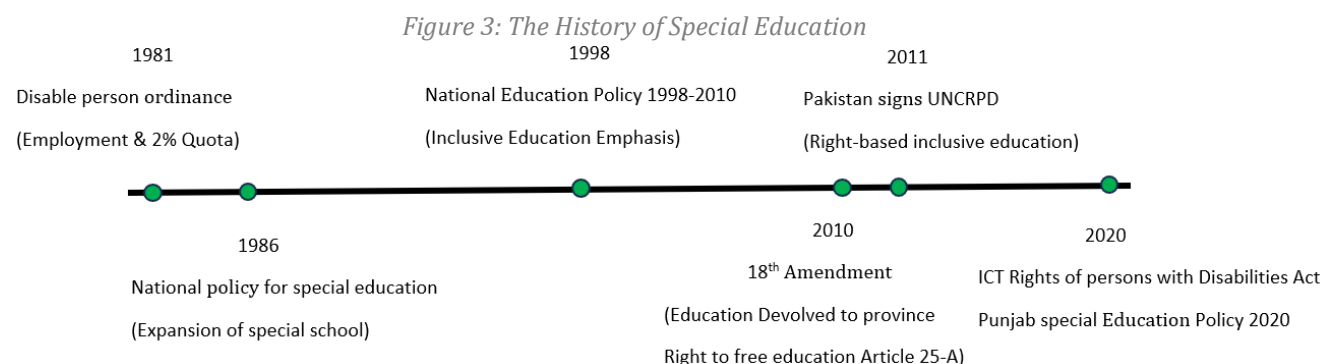 Figure 3: The History of Special Education
1981
Disable person ordinance
(Employment & 2% Quota)
1998
National Education Policy 1998-2010
(Inclusive Education Emphasis)
2011
Pakistan signs UNCRPD
(Right-based inclusive education)
1986
National policy for special education
(Expansion of special school)
2010
18th Amendment
(Education Devolved to province
Right to free education Article 25-A)
2020
ICT Rights of persons with Disabilities Act
Punjab special Education Policy 2020